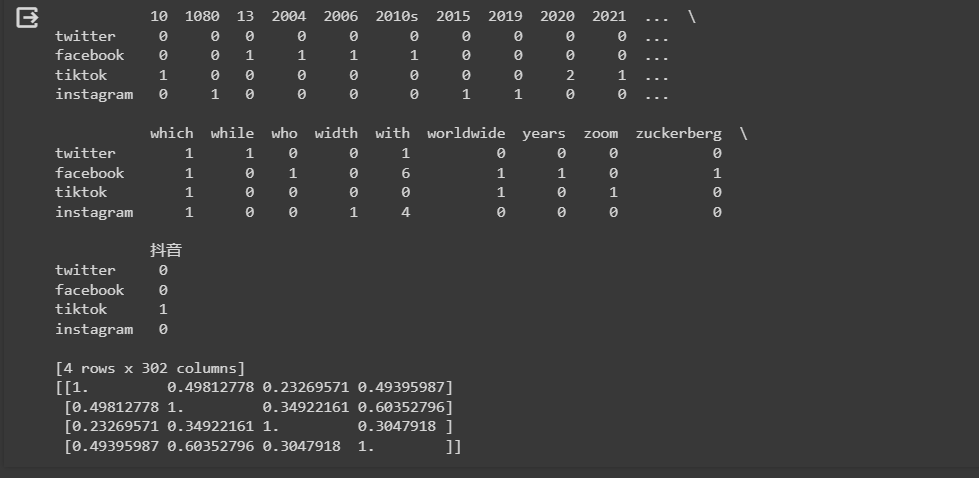 10 1080 13 2004 2006 2010s 2015 2019 2020 2021 ... \
twitter 0 0 0 0 0 0 0 0 0 0 ...
facebook 0 0 1 1 1 1 0 0 0 0 ...
tiktok 1 0 0 0 0 0 0 0 2 1 ...
instagram 0 1 0 0 0 0 1 1 0 0 ...
which while who width with worldwide years zoom zuckerberg \
twitter 1 1 0 0 1 0 0 0 0
facebook 1 0 1 0 6 1 1 0 1
tiktok 1 0 0 0 0 1 0 1 0
instagram 1 0 0 1 4 0 0 0 0
抖音
twitter 0
facebook 0
tiktok 1
instagram 0
[4 rows x 302 columns]
[[1. 0.49812778 0.23269571 0.49395987]
[0.49812778 1. 0.34922161 0.60352796]
[0.23269571 0.34922161 1. 0.3047918 ]
[0.49395987 0.60352796 0.3047918 1. ]]